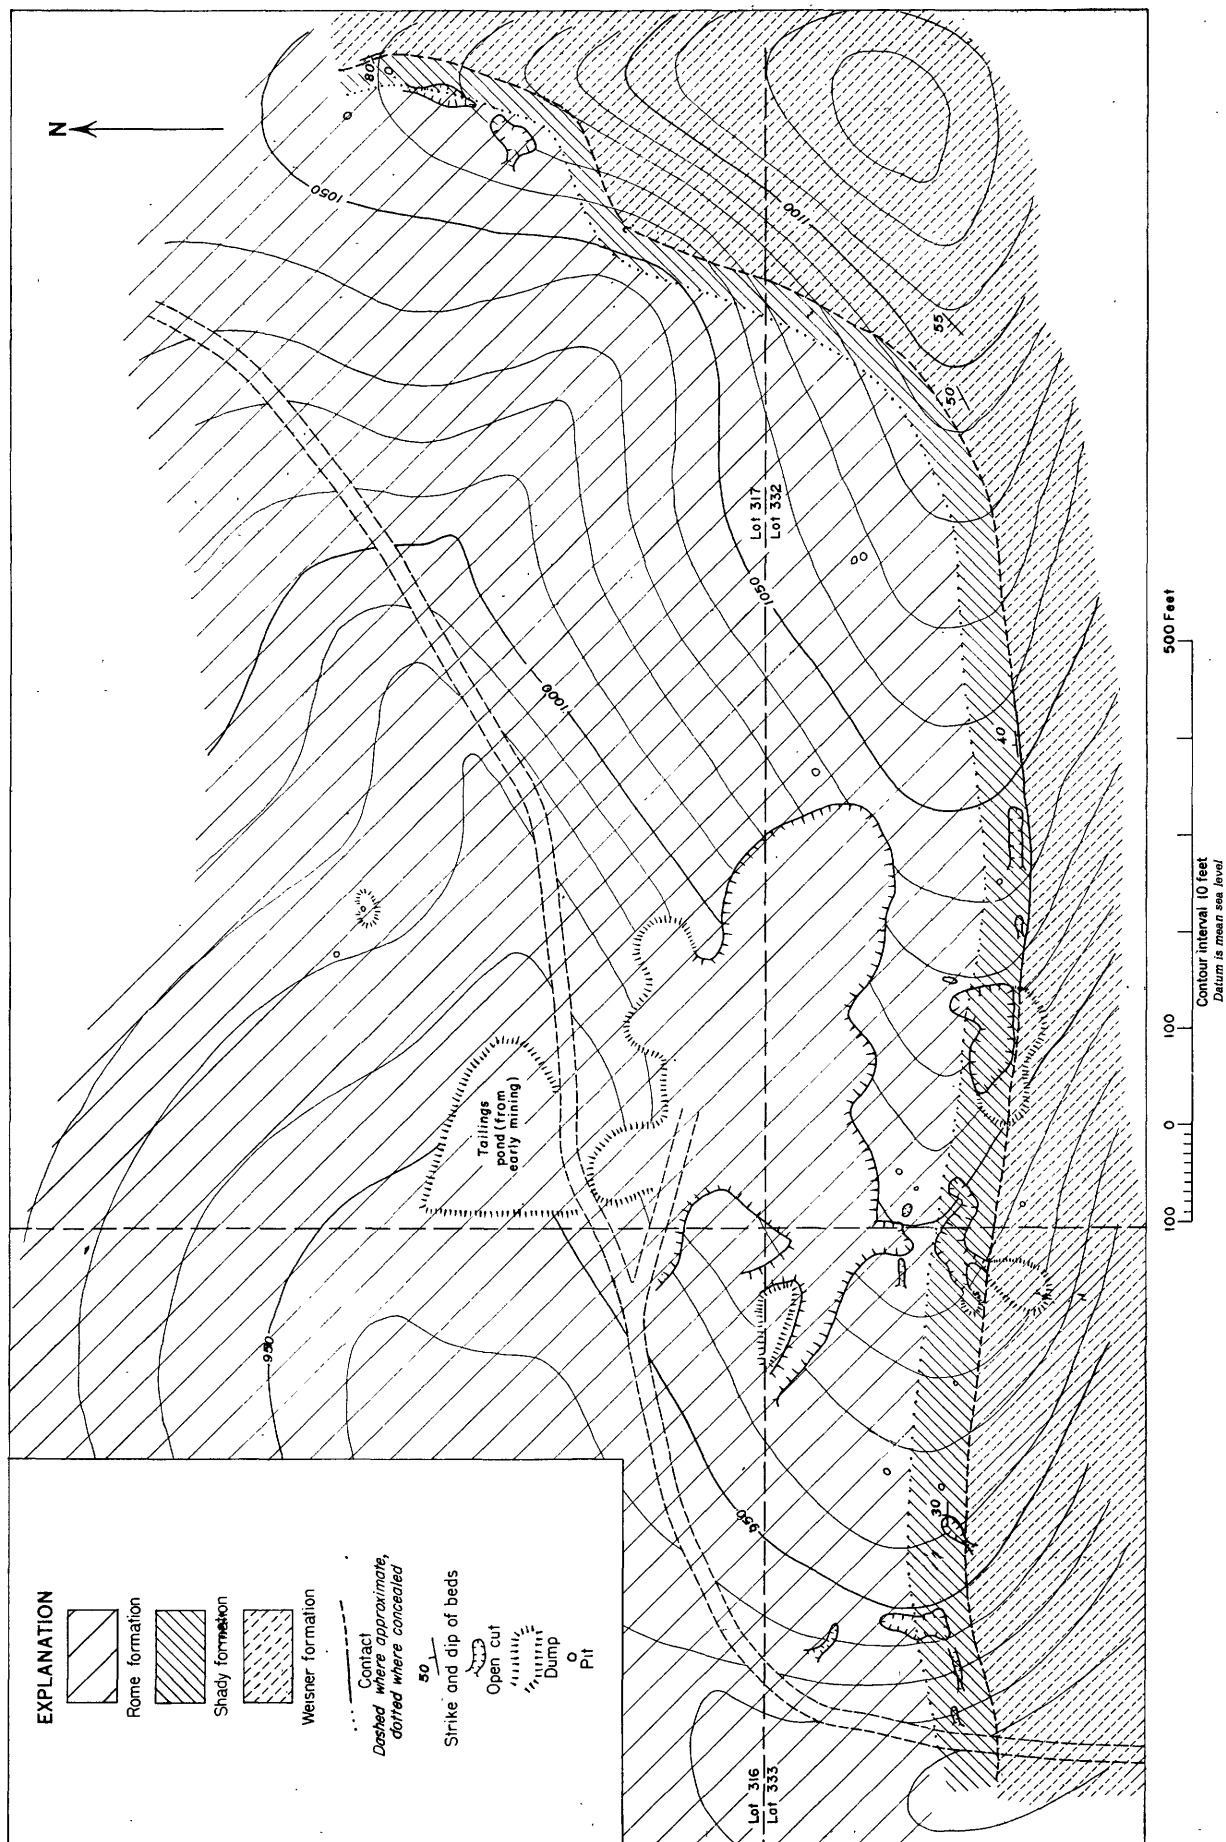 EXPLANATION
Rome formation
Shady formation
Weisner formation
Contact
Dashed where approximate,
dotted where concealed
50
Strike and dip of beds
Open cut
Dump
Pit
N
80
1050
1100
55
50
Lot 317
Lot 332
1050
1000
40
Tailings
pond (from
early mining)
950
950
30
Lot 316
Lot 333
100 0 100 500 Feet
Contour interval 10 feet
Datum is mean sea level